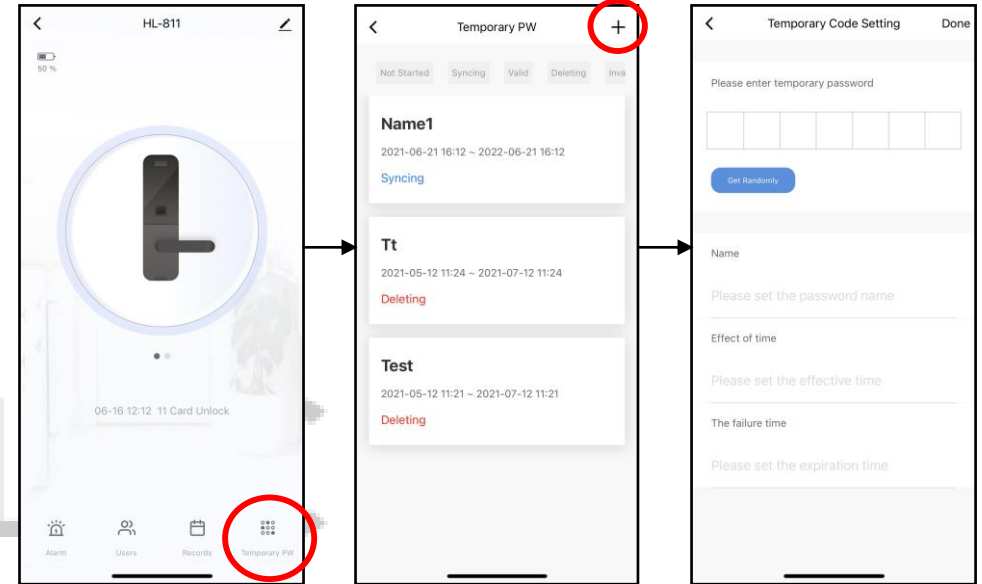 HL-811
50 %
06-16 12:12 11 Card Unlock
Alarm
Users
Records
Temporary PW
Temporary PW
Not Started
Syncing
Valid
Deleting
Inva
Name1
2021-06-21 16:12 ~ 2022-06-21 16:12
Syncing
Tt
2021-05-12 11:24 ~ 2021-07-12 11:24
Deleting
Test
2021-05-12 11:21 ~ 2021-07-12 11:21
Deleting
Temporary Code Setting
Done
Please enter temporary password
Get Randomly
Name
Please set the password name
Effect of time
Please set the effective time
The failure time
Please set the expiration time